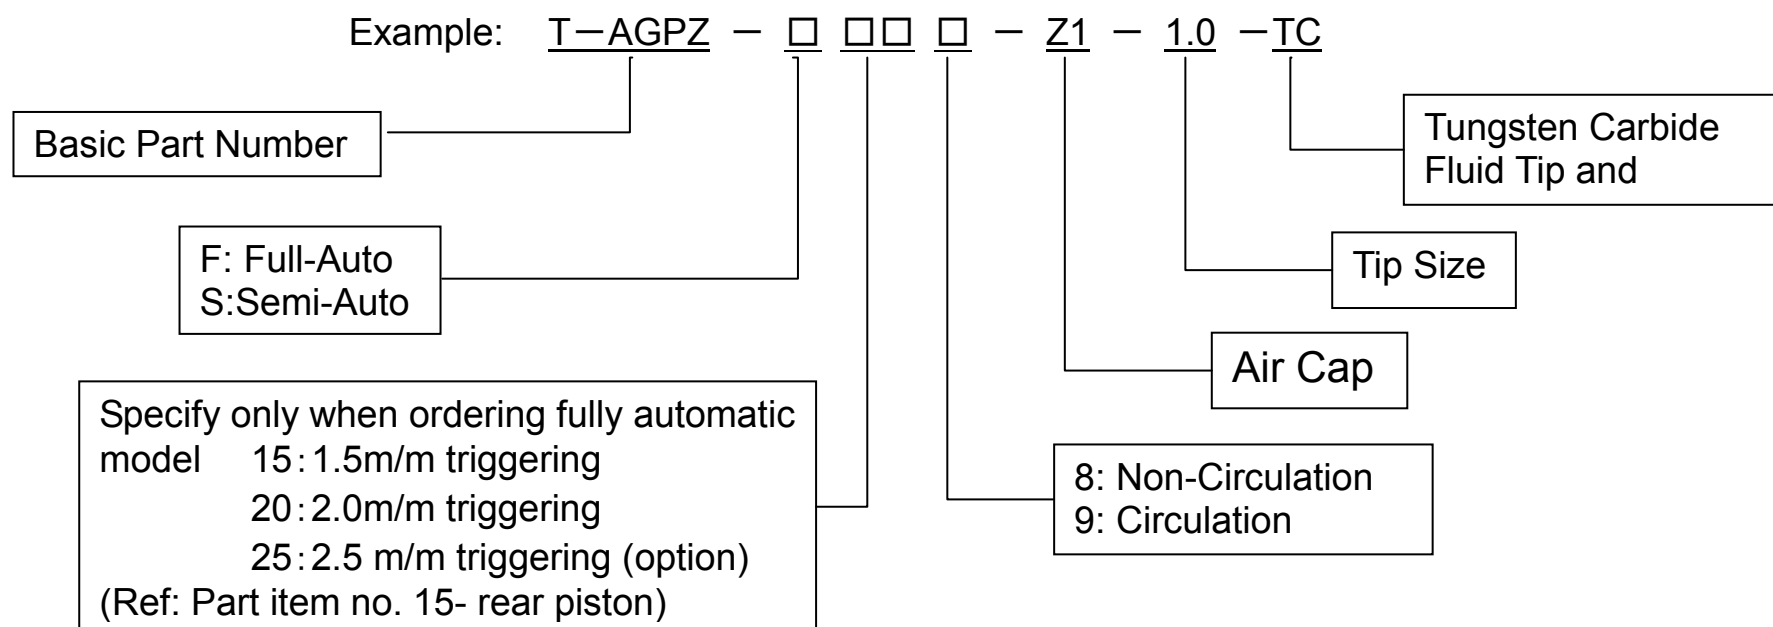 Example: T－AGPZ － □ □□ □ － Z1 － 1.0 －TC
Basic Part Number
Tungsten Carbide
Fluid Tip and
F: Full-Auto
S:Semi-Auto
Tip Size
Air Cap
Specify only when ordering fully automatic
model 15:1.5m/m triggering
20:2.0m/m triggering
25:2.5 m/m triggering (option)
(Ref: Part item no. 15- rear piston)
8: Non-Circulation
9: Circulation